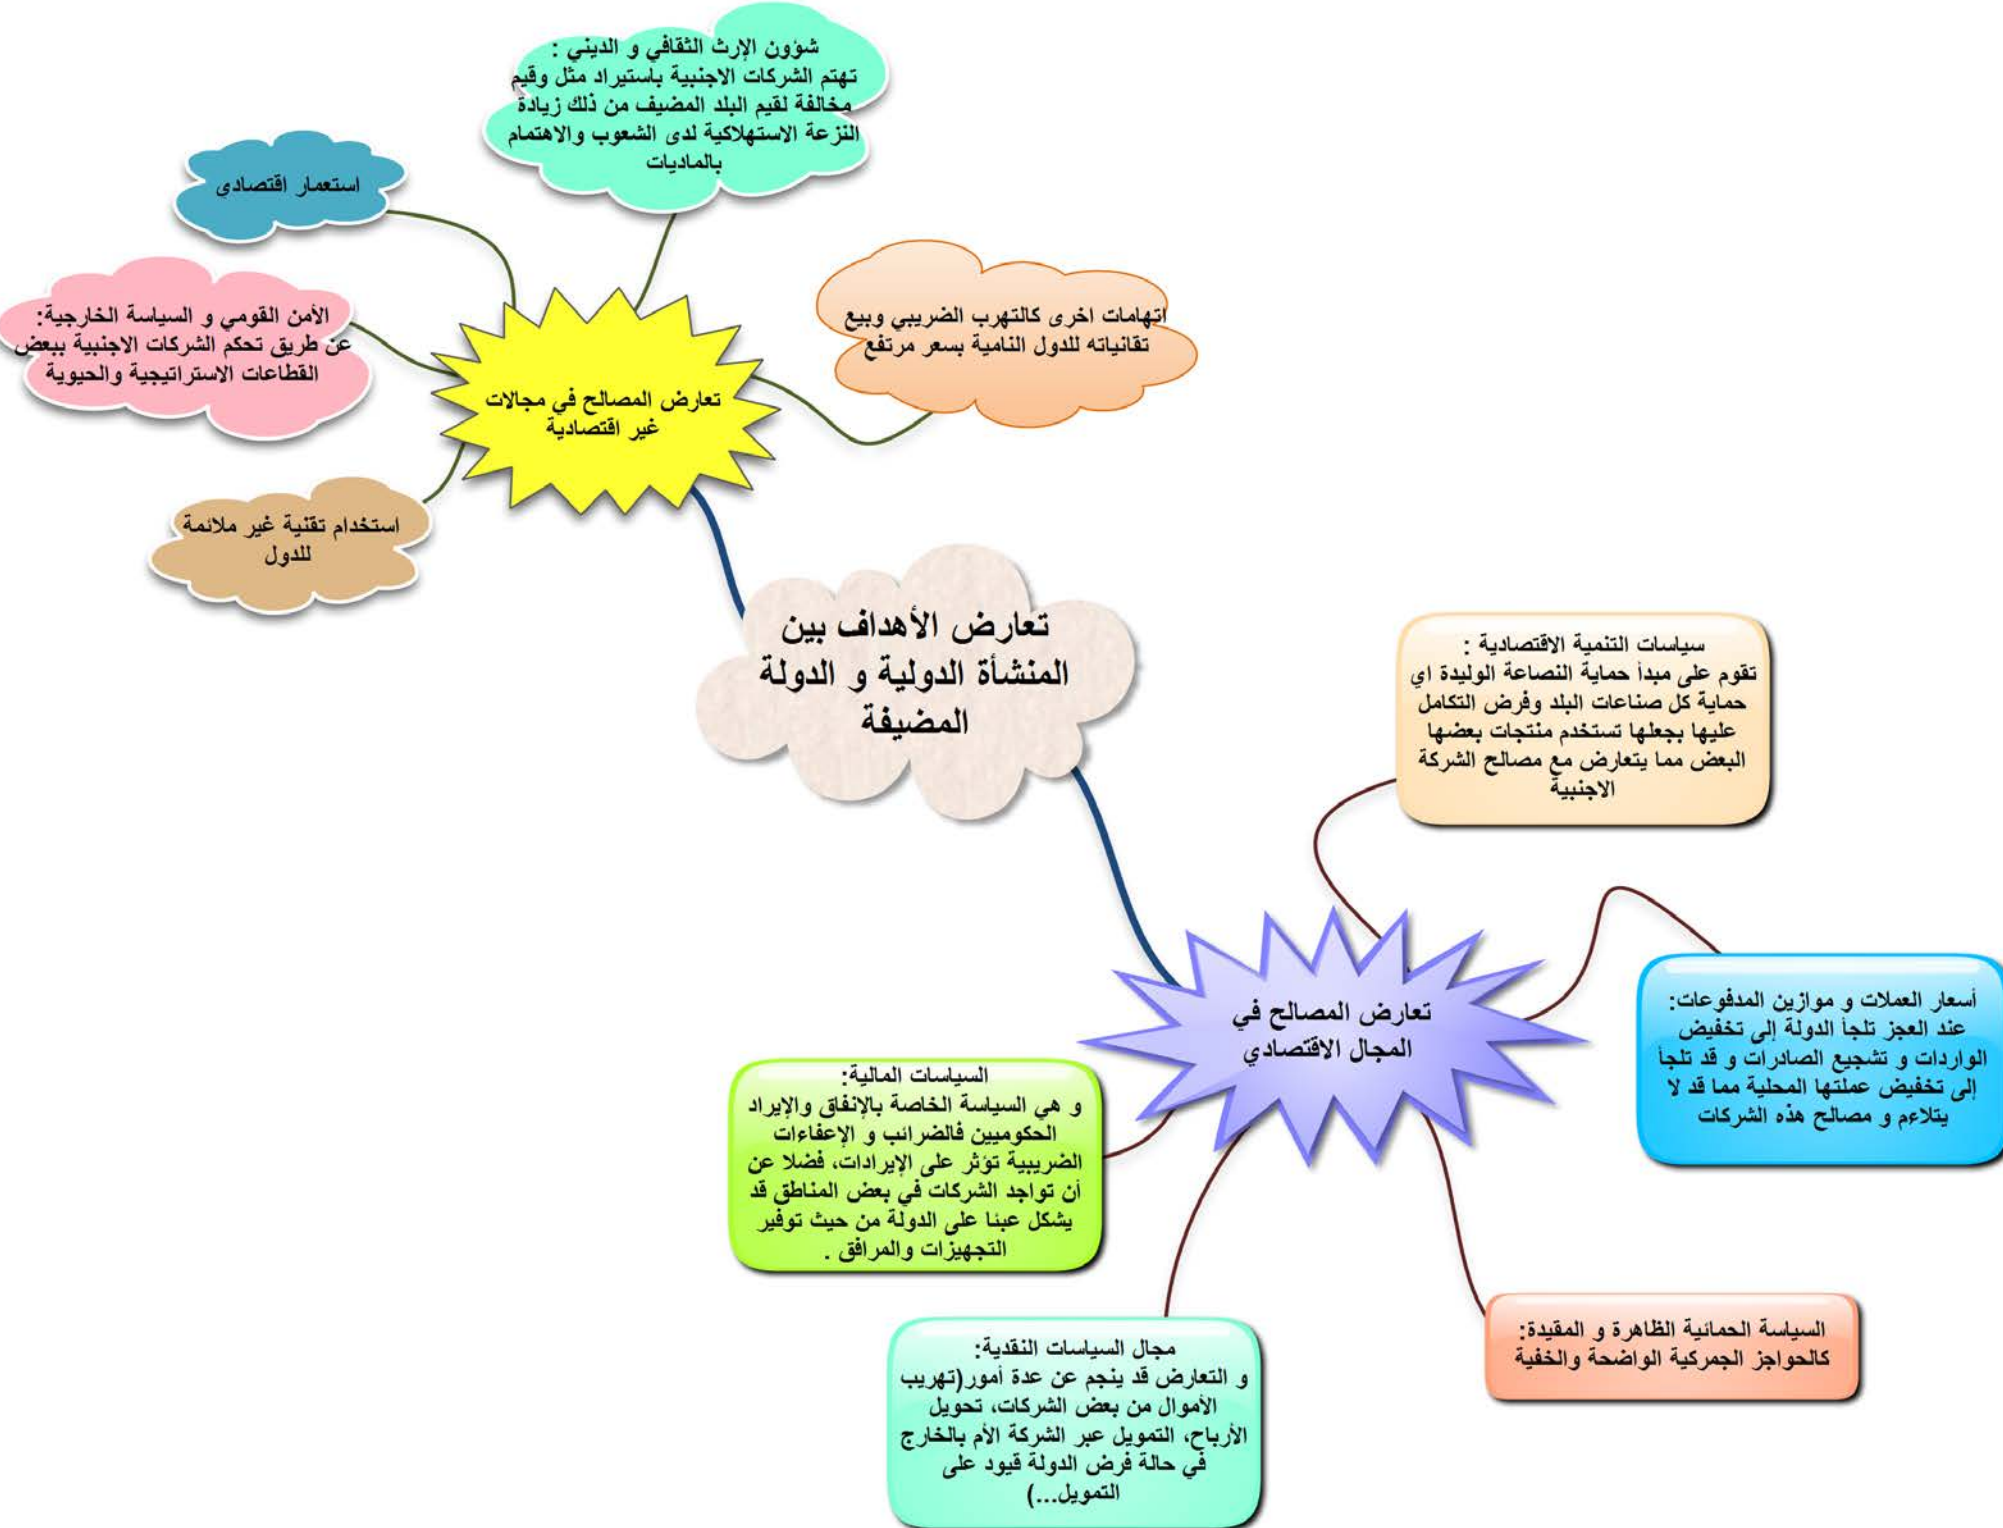 شؤون الإرث الثقافي و الديني :
تهتم الشركات الاجنبية باستيراد مثل وقيم
مخالفة لقيم البلد المضيف من ذلك زيادة
النزعة الاستهلاكية لدى الشعوب والاهتمام
بالماديات
استعمار اقتصادى
الأمن القومي و السياسة الخارجية:
عن طريق تحكم الشركات الاجنبية ببعض
القطاعات الاستراتيجية والحيوية
اتهامات اخرى كالتهرب الضريبي وبيع
تقانياته للدول النامية بسعر مرتفع
تعارض المصالح في مجالات
غير اقتصادية
استخدام تقنية غير ملائمة
للدول
تعارض الأهداف بين
المنشأة الدولية و الدولة
المضيفة
سياسات التنمية الاقتصادية :
تقوم على مبدأ حماية النصاعة الوليدة اي
حماية كل صناعات البلد وفرض التكامل
عليها بجعلها تستخدم منتجات بعضها
البعض مما يتعارض مع مصالح الشركة
الاجنبية
أسعار العملات و موازين المدفوعات:
عند العجز تلجأ الدولة إلى تخفيض
الواردات و تشجيع الصادرات و قد تلجأ
إلى تخفيض عملتها المحلية مما قد لا
يتلاءم و مصالح هذه الشركات
تعارض المصالح في
المجال الاقتصادي
السياسات المالية:
و هي السياسة الخاصة بالإنفاق والإيراد
الحكوميين فالضرائب و الإعفاءات
الضريبية تؤثر على الإيرادات، فضلا عن
أن تواجد الشركات في بعض المناطق قد
يشكل عبئا على الدولة من حيث توفير
التجهيزات والمرافق .
السياسة الحمائية الظاهرة و المقيدة:
كالحواجز الجمركية الواضحة والخفية
مجال السياسات النقدية:
و التعارض قد ينجم عن عدة أمور(تهريب
الأموال من بعض الشركات، تحويل
الأرباح، التمويل عبر الشركة الأم بالخارج
في حالة فرض الدولة قيود على
التمويل...)